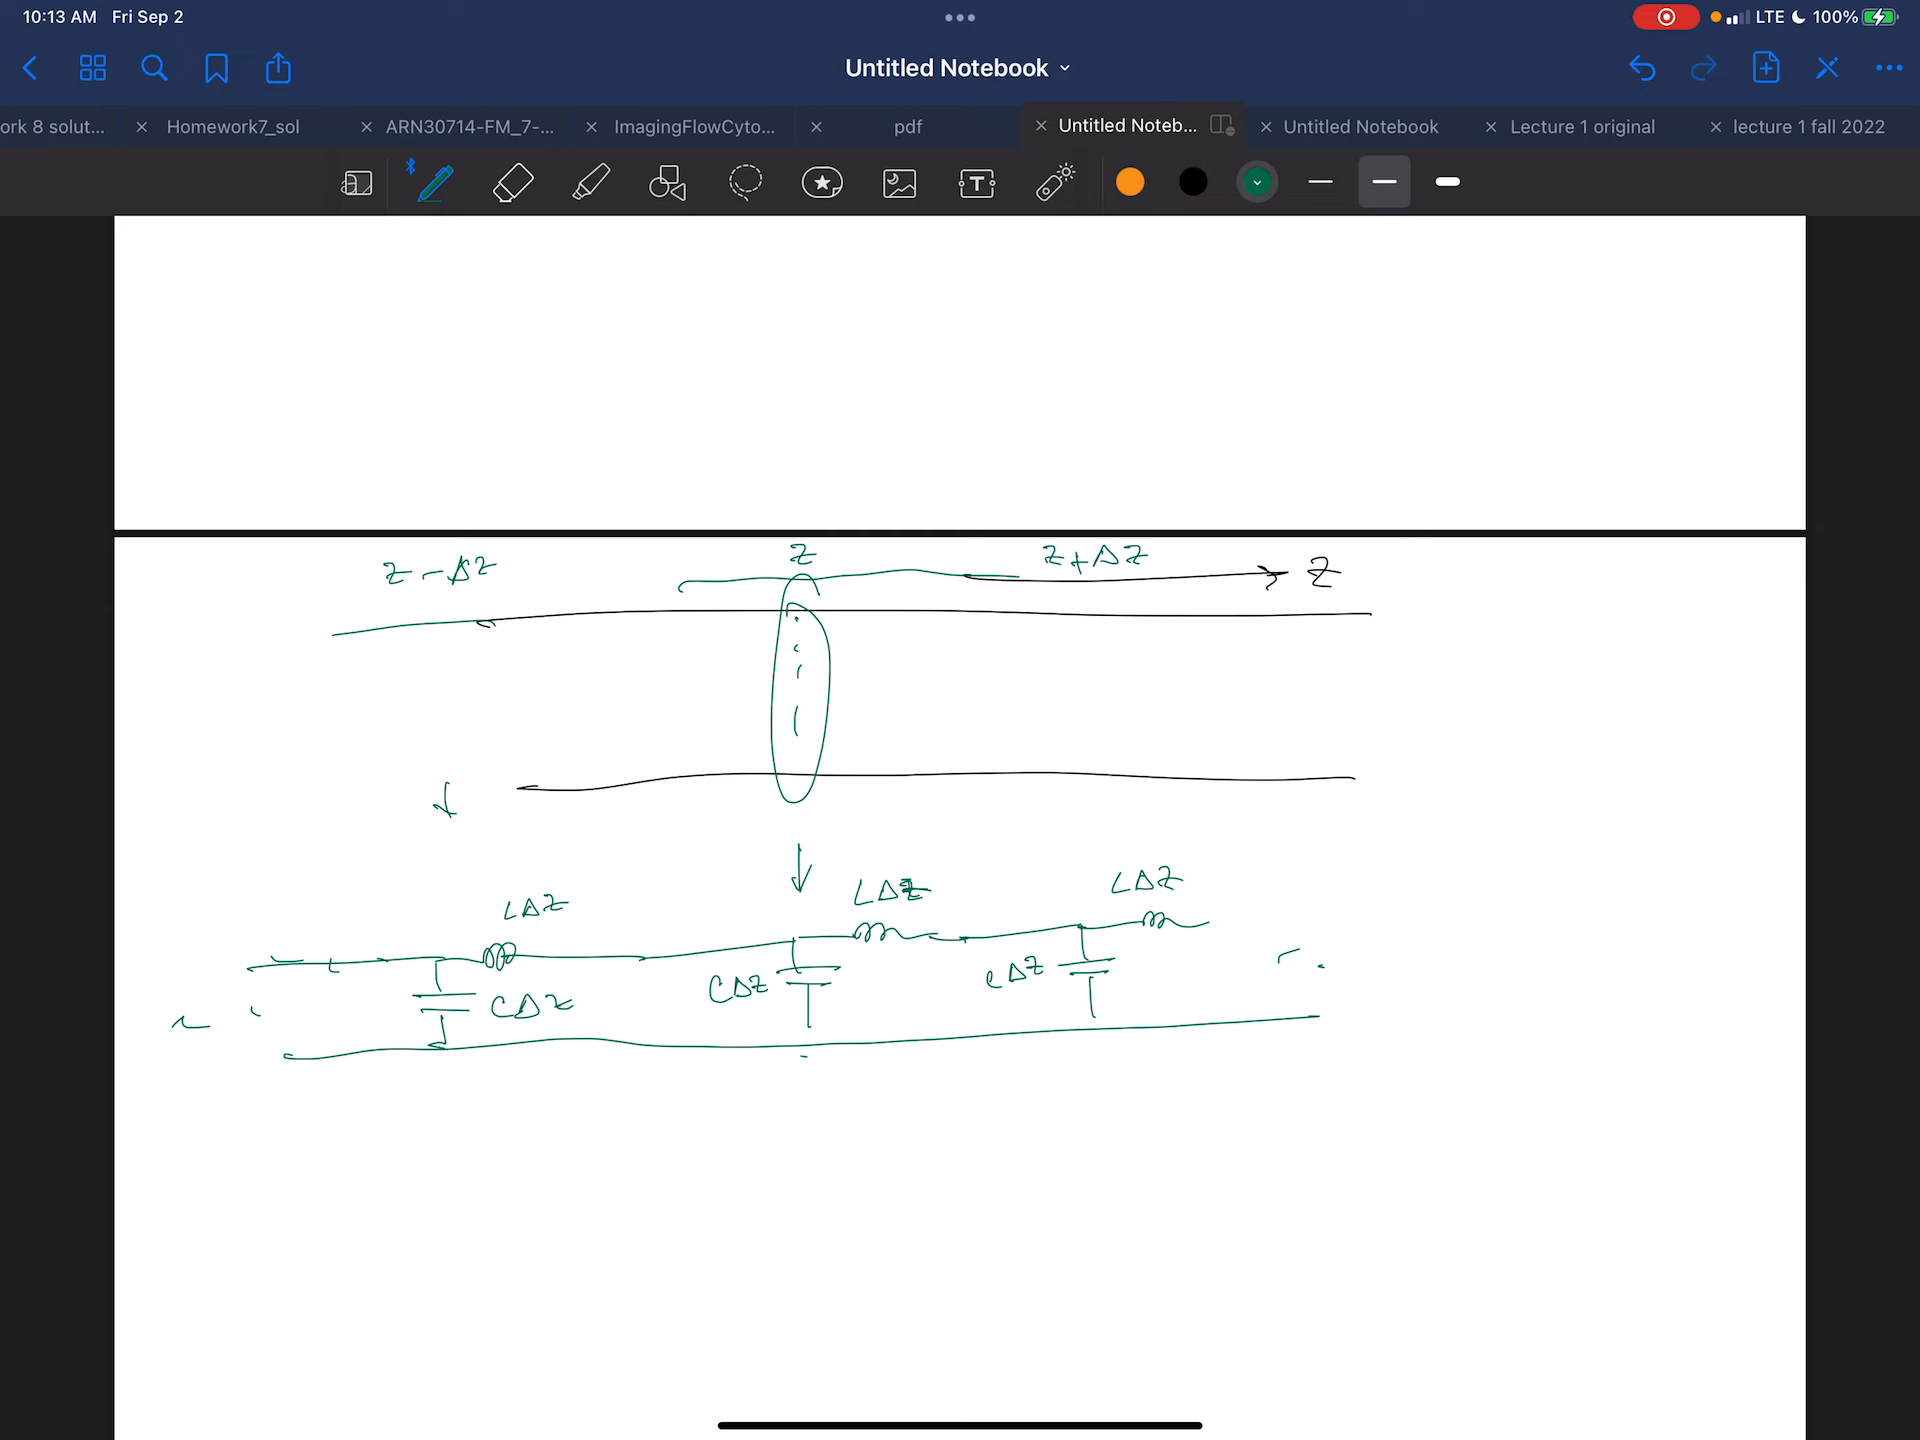 10:13 AM Fri Sep 2
LTE 100%
Untitled Notebook
ork 8 solut... Homework7_sol ARN30714-FM_7-... ImagingFlowCyto... pdf Untitled Noteb... Untitled Notebook Lecture 1 original lecture 1 fall 2022
z - Δz z z + Δz z
LΔz LΔz LΔz
CΔz CΔz CΔz